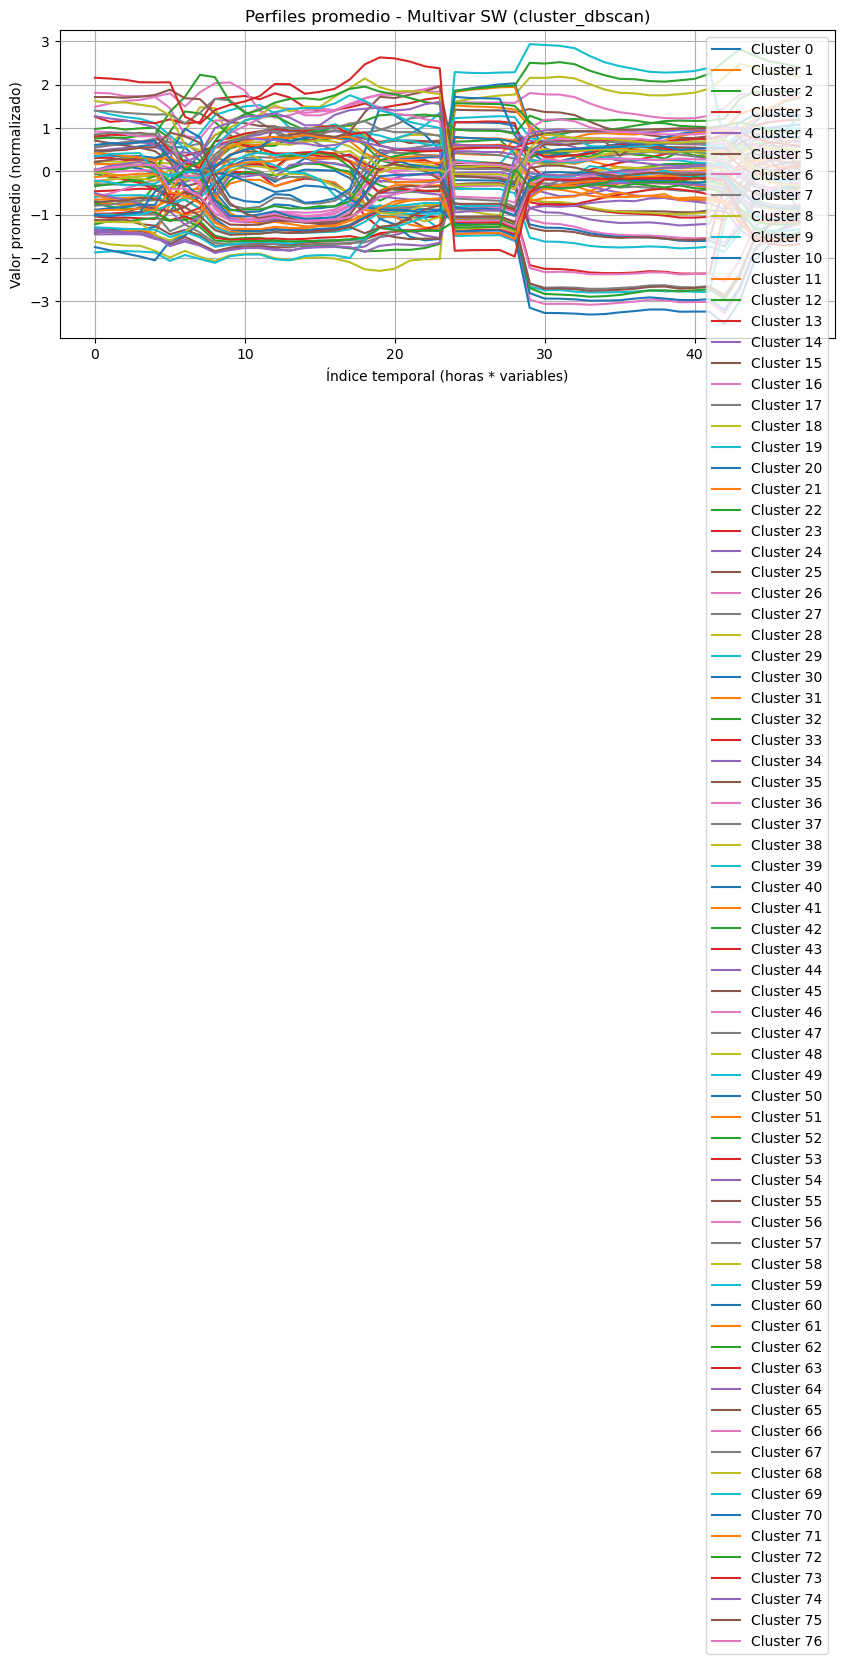 Perfiles promedio - Multivar SW (cluster_dbscan)
Valor promedio (normalizado)
3
2
1
0
−1
−2
−3
0
10
20
30
40
Índice temporal (horas * variables)
Cluster 0
Cluster 1
Cluster 2
Cluster 3
Cluster 4
Cluster 5
Cluster 6
Cluster 7
Cluster 8
Cluster 9
Cluster 10
Cluster 11
Cluster 12
Cluster 13
Cluster 14
Cluster 15
Cluster 16
Cluster 17
Cluster 18
Cluster 19
Cluster 20
Cluster 21
Cluster 22
Cluster 23
Cluster 24
Cluster 25
Cluster 26
Cluster 27
Cluster 28
Cluster 29
Cluster 30
Cluster 31
Cluster 32
Cluster 33
Cluster 34
Cluster 35
Cluster 36
Cluster 37
Cluster 38
Cluster 39
Cluster 40
Cluster 41
Cluster 42
Cluster 43
Cluster 44
Cluster 45
Cluster 46
Cluster 47
Cluster 48
Cluster 49
Cluster 50
Cluster 51
Cluster 52
Cluster 53
Cluster 54
Cluster 55
Cluster 56
Cluster 57
Cluster 58
Cluster 59
Cluster 60
Cluster 61
Cluster 62
Cluster 63
Cluster 64
Cluster 65
Cluster 66
Cluster 67
Cluster 68
Cluster 69
Cluster 70
Cluster 71
Cluster 72
Cluster 73
Cluster 74
Cluster 75
Cluster 76